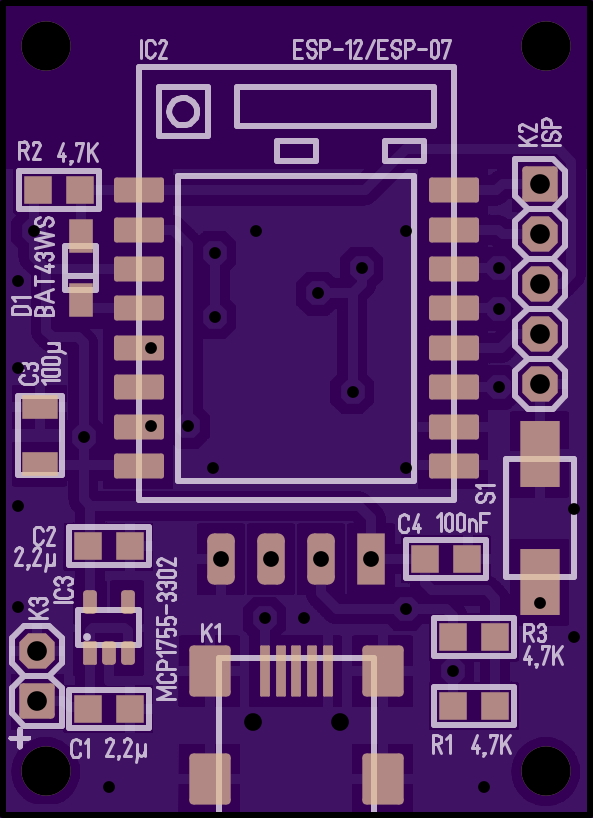 IC2
ESP-12/ESP-07
K2
ISP
R2 4,7K
D1
BAT43WS
C3
100µ
S1
C4 100nF
C2
2,2µ
IC3
MCP1755-3302
K3
K1
R3
4,7K
R1 4,7K
C1 2,2µ
+